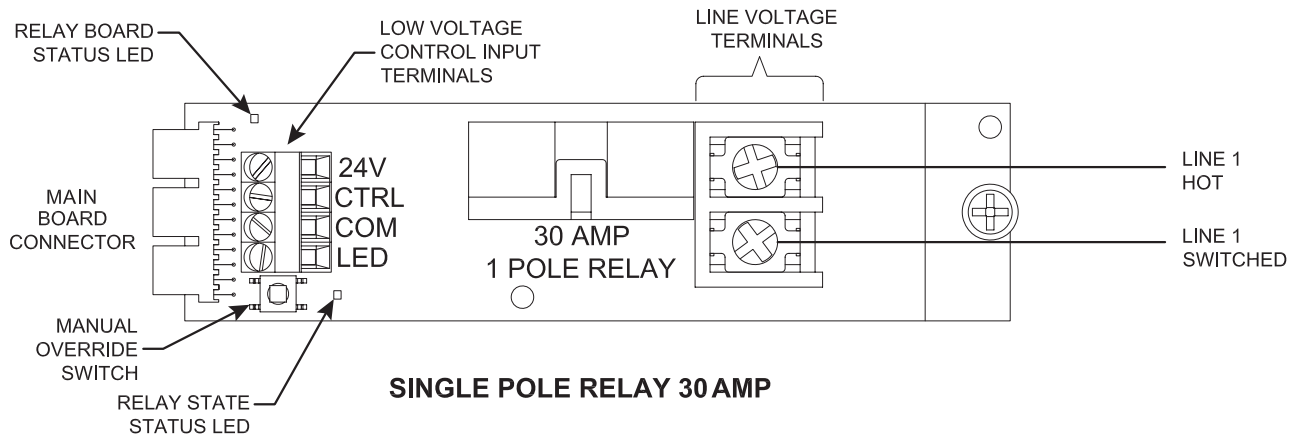 RELAY BOARD
STATUS LED
LOW VOLTAGE
CONTROL INPUT
TERMINALS
LINE VOLTAGE
TERMINALS
24V
CTRL
COM
LED
MAIN
BOARD
CONNECTOR
30 AMP
1 POLE RELAY
LINE 1
HOT
LINE 1
SWITCHED
MANUAL
OVERRIDE
SWITCH
RELAY STATE
STATUS LED
SINGLE POLE RELAY 30 AMP